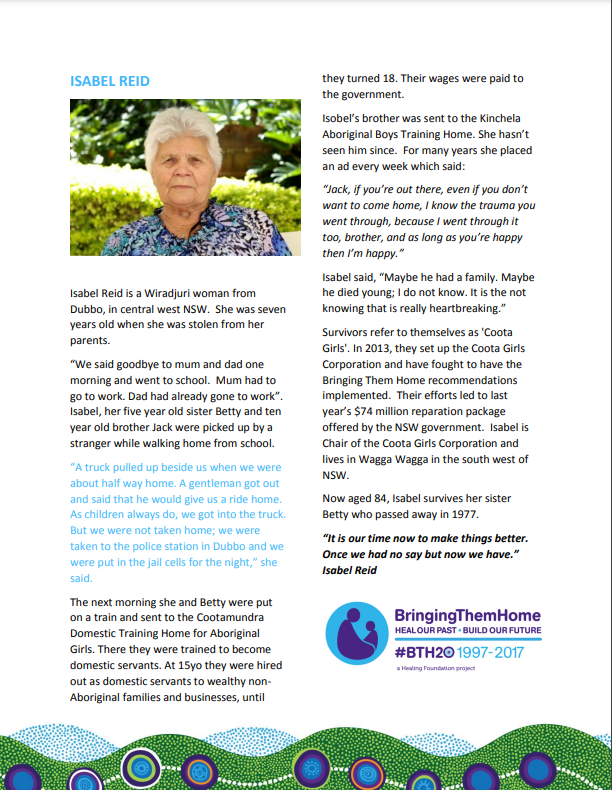 ISABEL REID
Isabel Reid is a Wiradjuri woman from
Dubbo, in central west NSW.  She was seven
years old when she was stolen from her
parents.
“We said goodbye to mum and dad one
morning and went to school.  Mum had to
go to work. Dad had already gone to work”.
Isabel, her five year old sister Betty and ten
year old brother Jack were picked up by a
stranger while walking home from school.
“A truck pulled up beside us when we were
about half way home. A gentleman got out
and said that he would give us a ride home.
As children always do, we got into the truck.
But we were not taken home; we were
taken to the police station in Dubbo and we
were put in the jail cells for the night,” she
said.
The next morning she and Betty were put
on a train and sent to the Cootamundra
Domestic Training Home for Aboriginal
Girls. There they were trained to become
domestic servants. At 15yo they were hired
out as domestic servants to wealthy non-
Aboriginal families and businesses, until
they turned 18. Their wages were paid to
the government.
Isobel’s brother was sent to the Kinchela
Aboriginal Boys Training Home. She hasn’t
seen him since.  For many years she placed
an ad every week which said:
“Jack, if you’re out there, even if you don’t
want to come home, I know the trauma you
went through, because I went through it
too, brother, and as long as you’re happy
then I’m happy.”
Isabel said, “Maybe he had a family. Maybe
he died young; I do not know. It is the not
knowing that is really heartbreaking.”
Survivors refer to themselves as 'Coota
Girls'. In 2013, they set up the Coota Girls
Corporation and have fought to have the
Bringing Them Home recommendations
implemented.  Their efforts led to last
year’s $74 million reparation package
offered by the NSW government.  Isabel is
Chair of the Coota Girls Corporation and
lives in Wagga Wagga in the south west of
NSW.
Now aged 84, Isabel survives her sister
Betty who passed away in 1977.
“It is our time now to make things better.
Once we had no say but now we have.”
Isabel Reid
BringingThemHome
HEAL OUR PAST • BUILD OUR FUTURE
#BTH20 1997-2017
a Healing Foundation project